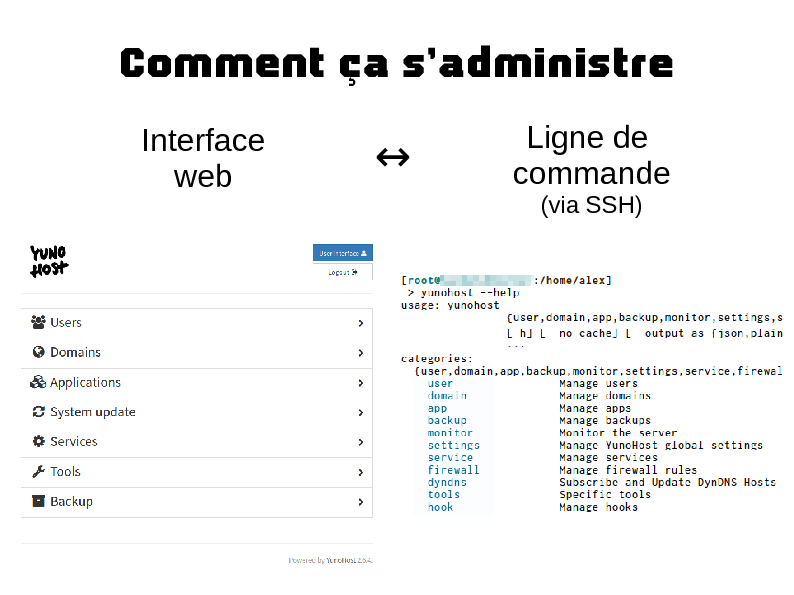 Comment ça s'administre
Interface
web
↔
Ligne de
commande
(via SSH)
YUNO
HOST
User interface
Logout
Users
Domains
Applications
System update
Services
Tools
Backup
Powered by YunoHost 2.6.4.
[root@ :/home/alex]
> yunohost --help
usage: yunohost
{user,domain,app,backup,monitor,settings,s
[ h] [ no cache] [ output as {json,plain
...
categories:
{user,domain,app,backup,monitor,settings,service,firewal
user Manage users
domain Manage domains
app Manage apps
backup Manage backups
monitor Monitor the server
settings Manage YunoHost global settings
service Manage services
firewall Manage firewall rules
dyndns Subscribe and Update DynDNS Hosts
tools Specific tools
hook Manage hooks